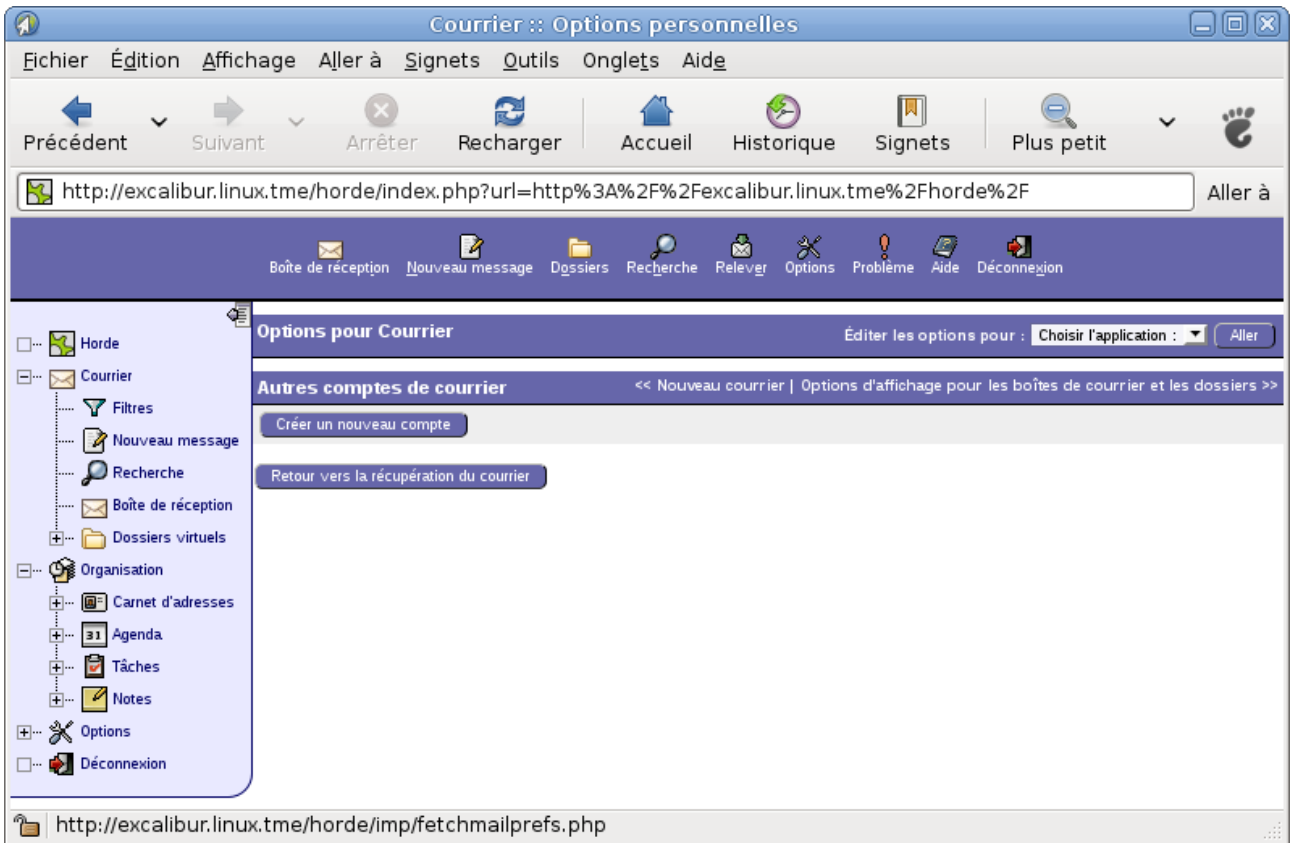 Courrier :: Options personnelles
Fichier Édition Affichage Aller à Signets Outils Onglets Aide
Précédent Suivant Arrêter Recharger Accueil Historique Signets Plus petit
http://excalibur.linux.tme/horde/index.php?url=http%3A%2F%2Fexcalibur.linux.tme%2Fhorde%2F Aller à
Boîte de réception Nouveau message Dossiers Recherche Relever Options Problème Aide Déconnexion
Horde
Courrier
Filtres
Nouveau message
Recherche
Boîte de réception
Dossiers virtuels
Organisation
Carnet d'adresses
31 Agenda
Tâches
Notes
Options
Déconnexion
Options pour Courrier Éditer les options pour : Choisir l'application : Aller
Autres comptes de courrier << Nouveau courrier | Options d'affichage pour les boîtes de courrier et les dossiers >>
Créer un nouveau compte
Retour vers la récupération du courrier
http://excalibur.linux.tme/horde/imp/fetchmailprefs.php